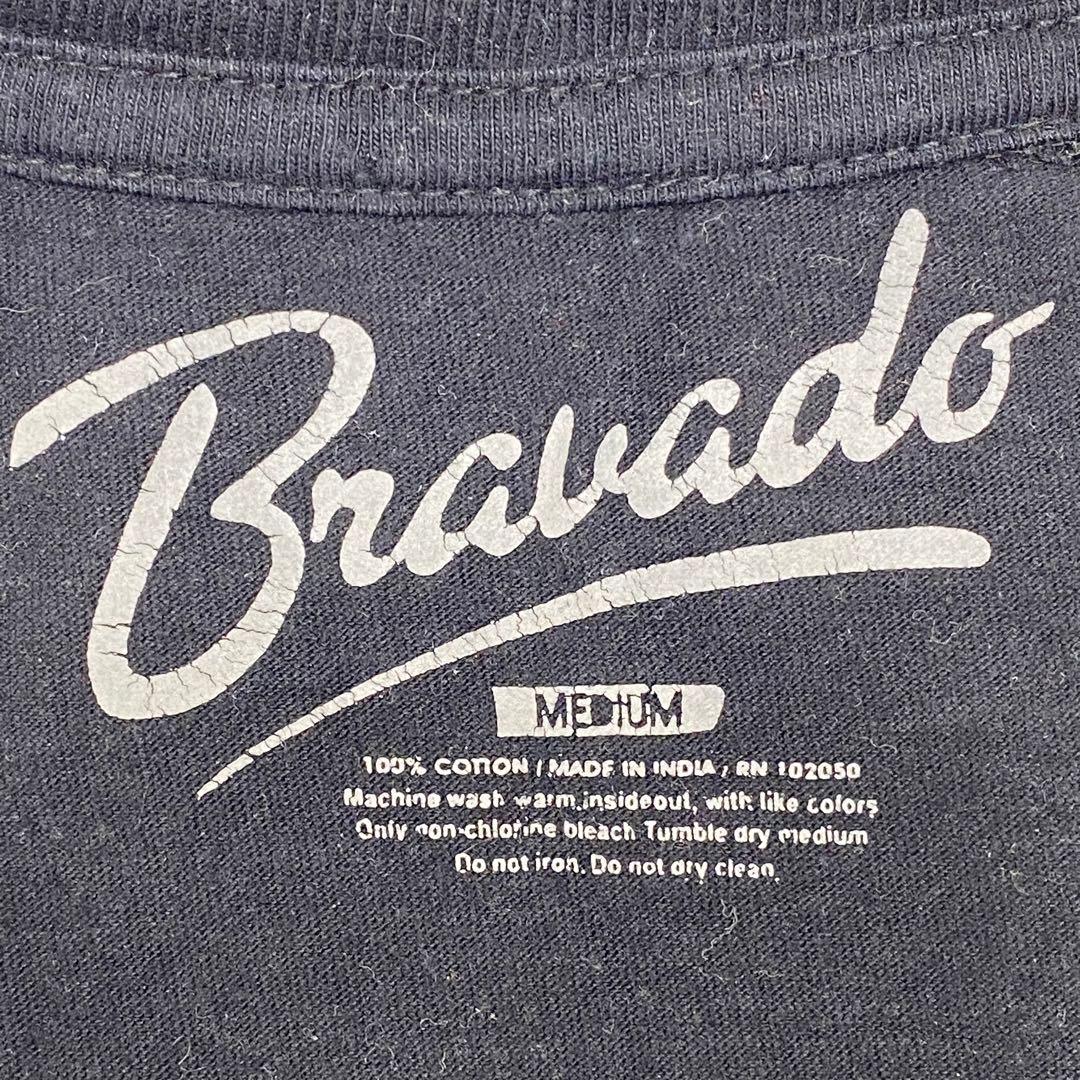 Bravado
MEDIUM
100% COTTON / MADE IN INDIA / RN 102050
Machine wash warm, insideout, with like colors
Only non-chlorine bleach Tumble dry medium
Do not iron. Do not dry clean.